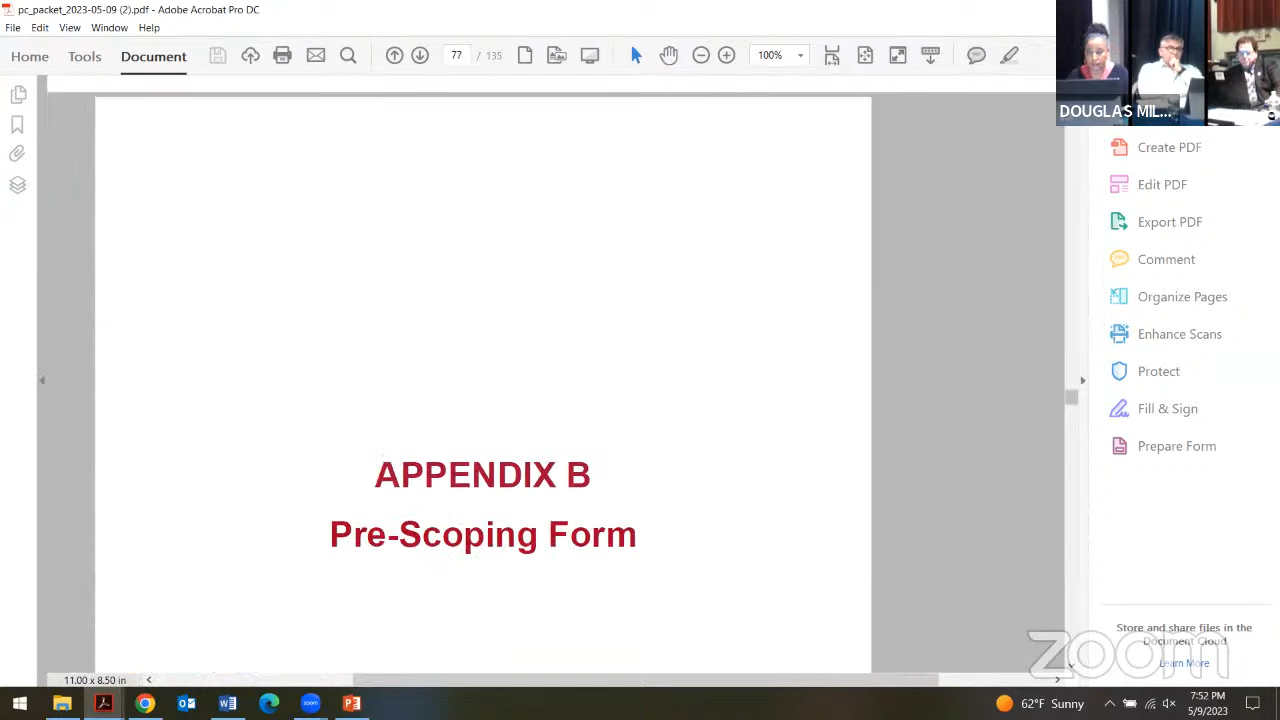 pc_packet_2023-05-09 (2).pdf - Adobe Acrobat Pro DC
File Edit View Window Help
Home Tools Document 77 / 135 100%
DOUGLAS MIL...
Create PDF
Edit PDF
Export PDF
Comment
Organize Pages
Enhance Scans
Protect
Fill & Sign
Prepare Form
APPENDIX B
Pre-Scoping Form
Store and share files in the
Document Cloud
Learn More
zoom
11.00 x 8.50 in
zoom
62°F Sunny
7:52 PM
5/9/2023